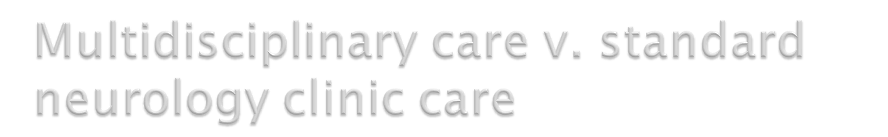 Multidisciplinary care v. standard
neurology clinic care